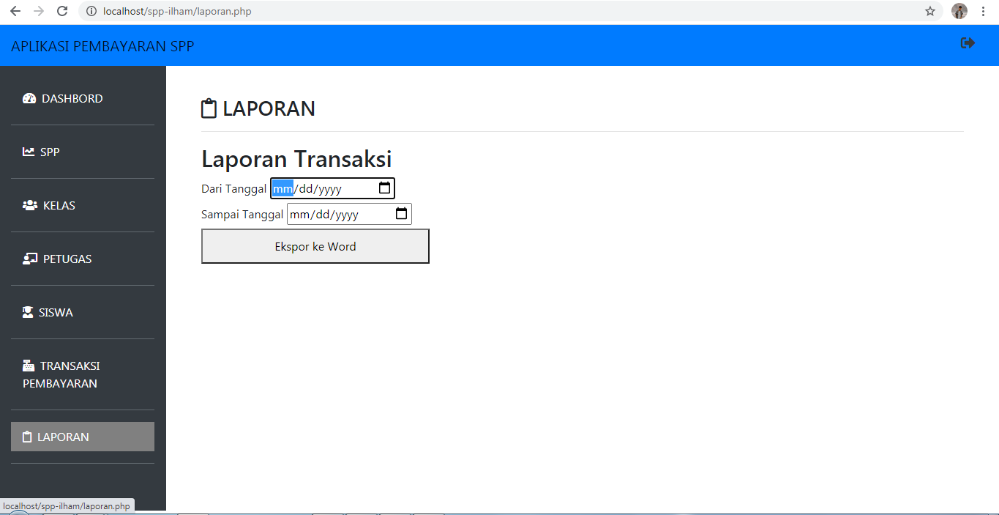 localhost/spp-ilham/laporan.php
APLIKASI PEMBAYARAN SPP
DASHBORD
SPP
KELAS
PETUGAS
SISWA
TRANSAKSI
PEMBAYARAN
LAPORAN
LAPORAN
Laporan Transaksi
Dari Tanggal mm/dd/yyyy
Sampai Tanggal mm/dd/yyyy
Ekspor ke Word
localhost/spp-ilham/laporan.php